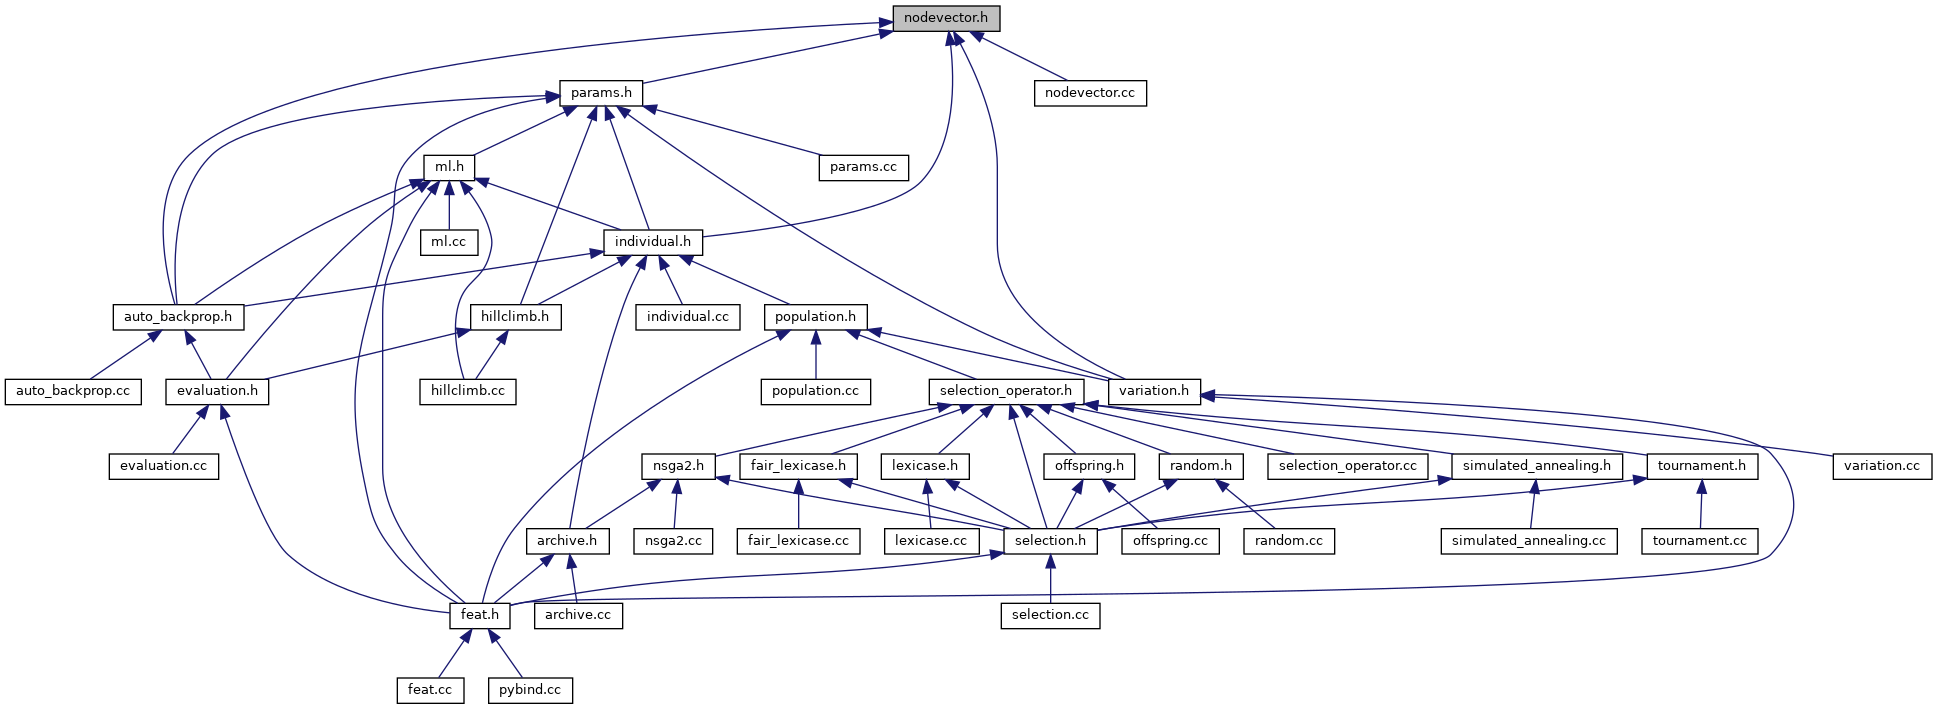 nodevector.h
params.h
nodevector.cc
ml.h
params.cc
ml.cc
individual.h
auto_backprop.h
hillclimb.h
individual.cc
population.h
auto_backprop.cc
evaluation.h
hillclimb.cc
population.cc
selection_operator.h
variation.h
evaluation.cc
nsga2.h
fair_lexicase.h
lexicase.h
offspring.h
random.h
selection_operator.cc
simulated_annealing.h
tournament.h
variation.cc
archive.h
nsga2.cc
fair_lexicase.cc
lexicase.cc
selection.h
offspring.cc
random.cc
simulated_annealing.cc
tournament.cc
feat.h
archive.cc
selection.cc
feat.cc
pybind.cc